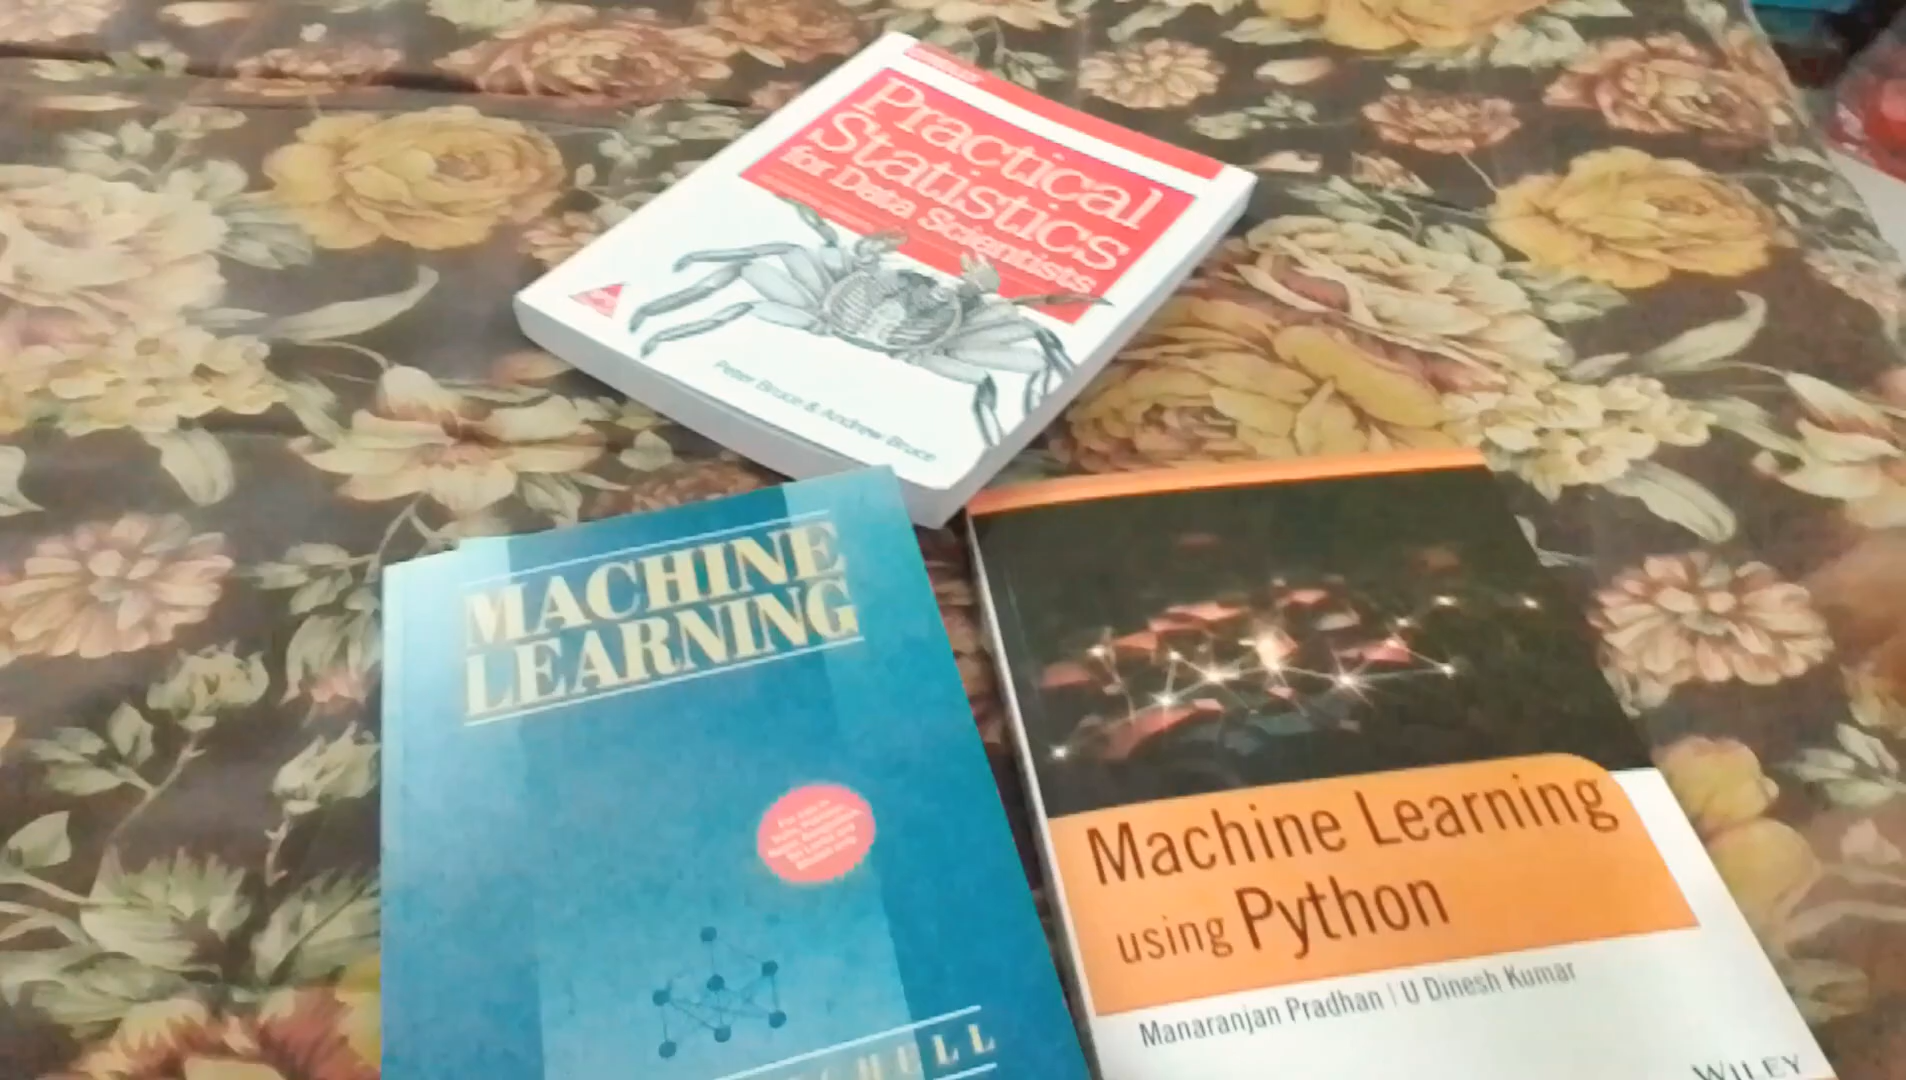 Practical
Statistics
for Data Scientists
Peter Bruce & Andrew Bruce
MACHINE
LEARNING
Machine Learning
using Python
Manaranjan Pradhan | U Dinesh Kumar
WILEY